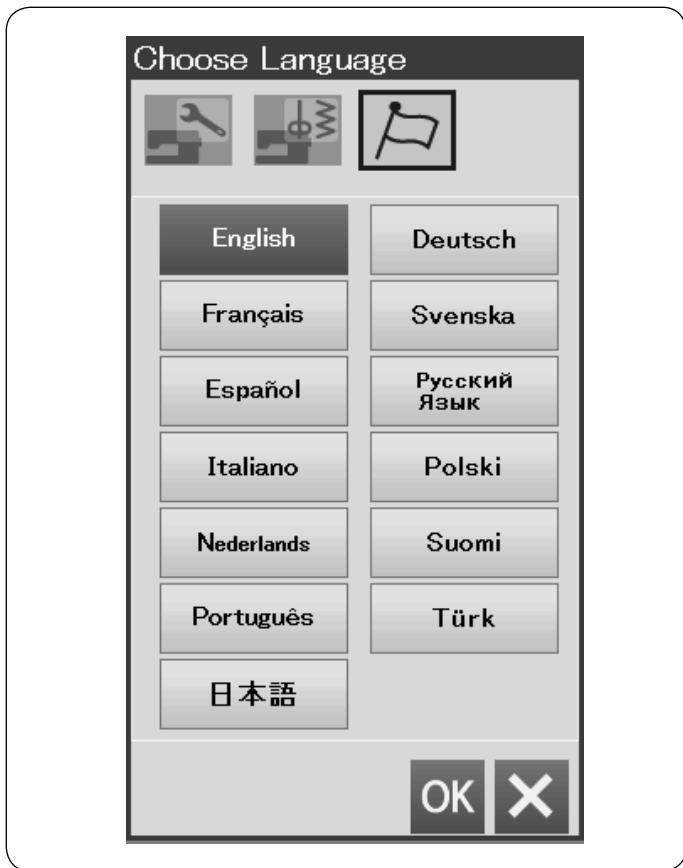 Choose Language
English
Deutsch
Français
Svenska
Español
Русский
Язык
Italiano
Polski
Nederlands
Suomi
Português
Türk
日本語
OK